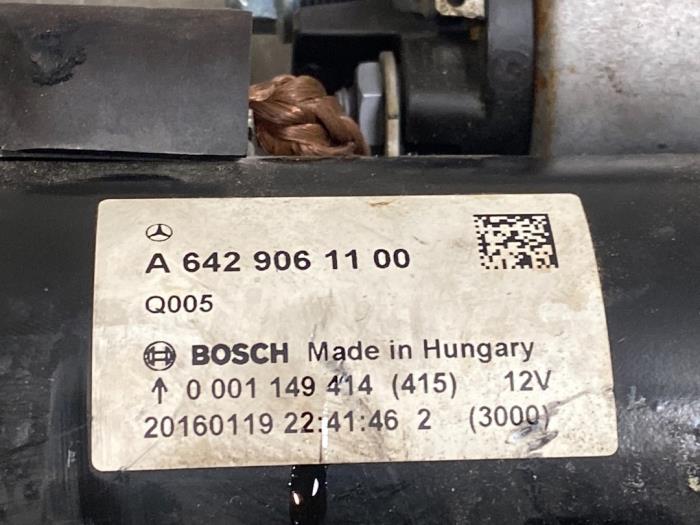 A 642 906 11 00
Q005
BOSCH Made in Hungary
↑ 0 001 149 414 (415) 12V
20160119 22:41:46 2 (3000)